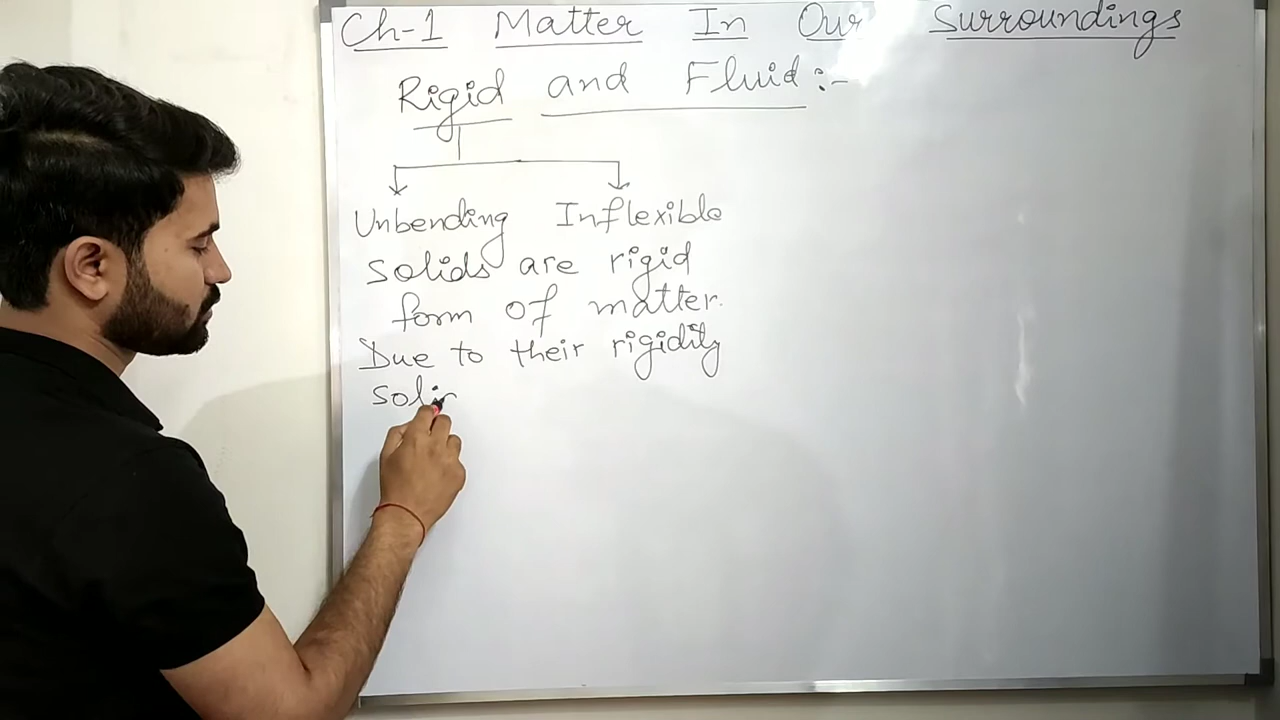 Ch-1 Matter In Our Surroundings
Rigid and Fluid :-
Unbending Inflexible
Solids are rigid
form of matter.
Due to their rigidity
Soli